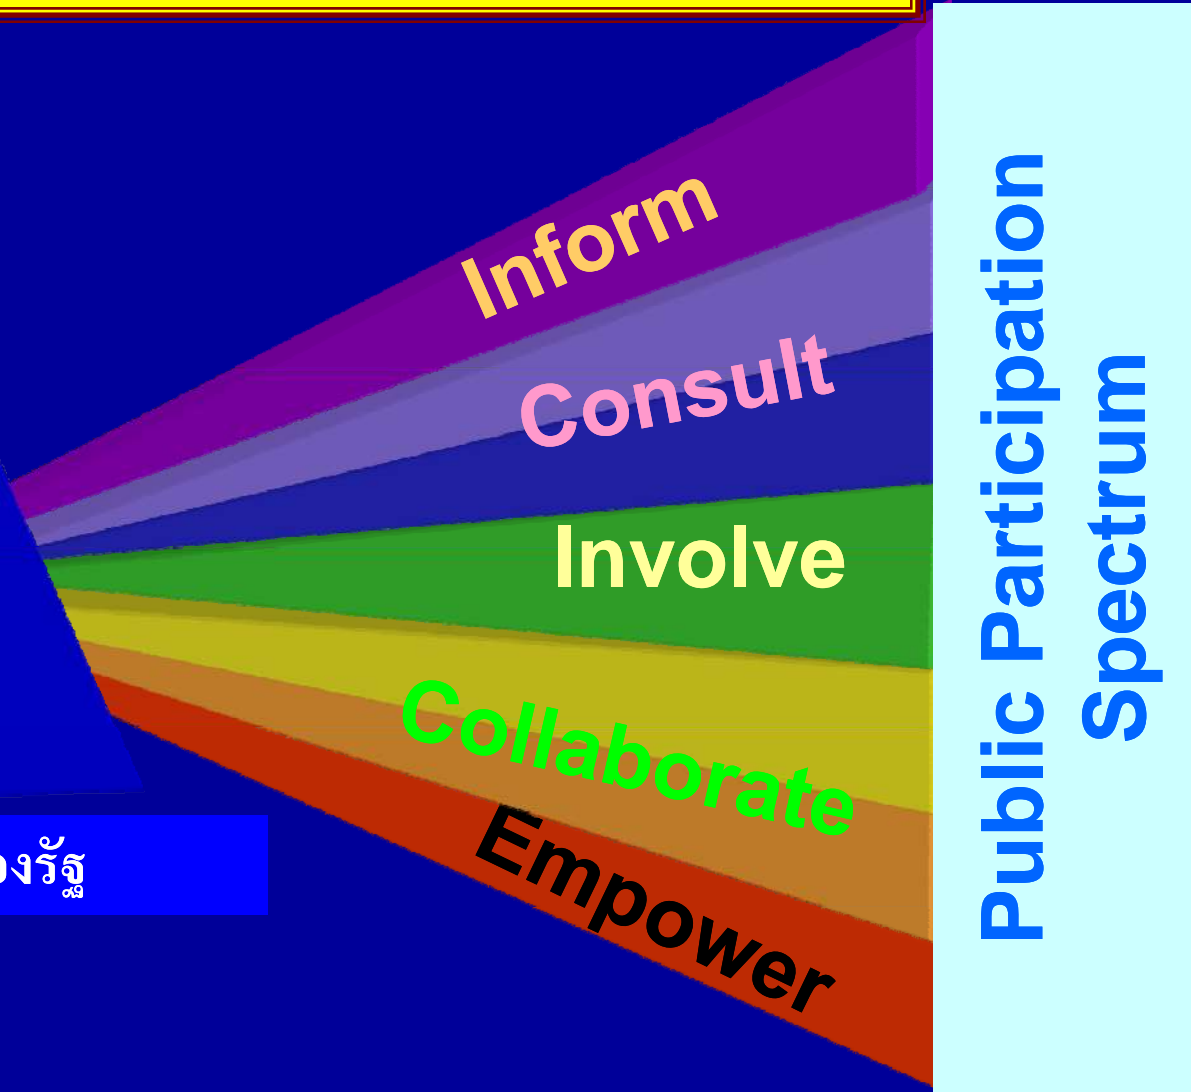 Inform
Consult
Involve
Collaborate
Empower
งรัฐ
Public Participation
Spectrum